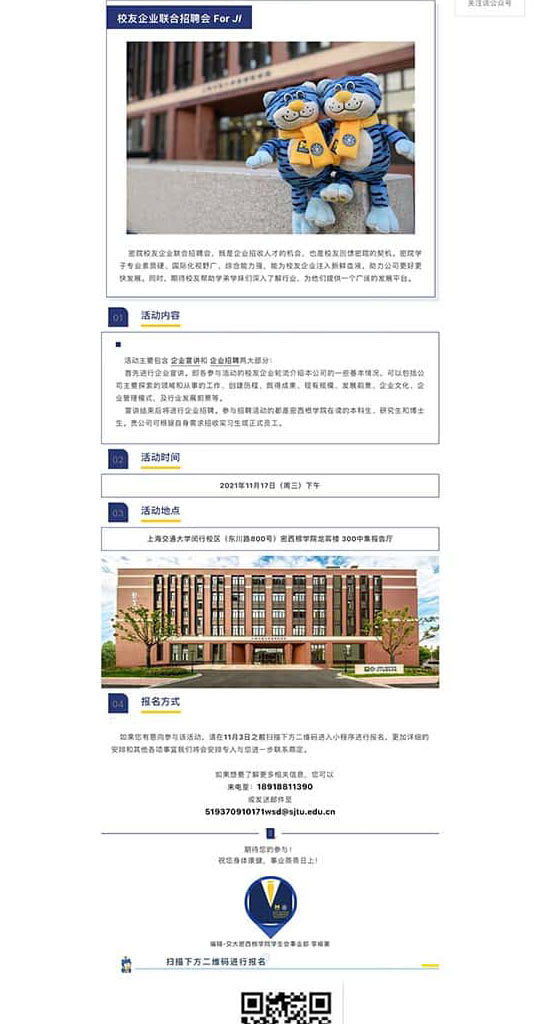 关注该公众号
校友企业联合招聘会 For JI
密院校友企业联合招聘会，既是企业招收人才的机会，也是校友回馈密院的契机。密院学
子专业素质硬、国际化视野广、综合能力强，能为校友企业注入新鲜血液，助力公司更好更
快发展。同时，期待校友帮助学弟学妹们深入了解行业，为他们提供一个广阔的发展平台。
01 活动内容
活动主要包含 企业宣讲和 企业招聘两大部分：
首先进行企业宣讲。即各参与活动的校友企业轮流介绍本公司的一些基本情况，可以包括公
司主要探索的领域和从事的工作、创建历程、既得成果、现有规模、发展前景、企业文化、企
业管理模式、及行业发展前景等。
宣讲结束后将进行企业招聘。参与招聘活动的都是密西根学院在读的本科生、研究生和博士
生。贵公司可根据自身需求招收实习生或正式员工。
02 活动时间
2021年11月17日（周三）下午
03 活动地点
上海交通大学闵行校区（东川路800号）密西根学院龙宾楼 300中集报告厅
04 报名方式
如果您有意向参与该活动，请在11月3日之前扫描下方二维码进入小程序进行报名。更加详细的
安排和其他各项事宜我们将会安排专人与您进一步联系商定。
如果想要了解更多相关信息，您可以
来电至：18918811390
或发送邮件至
519370910171wsd@sjtu.edu.cn
期待您的参与！
祝您身体康健，事业蒸蒸日上！
编辑-交大密西根学院学生会事业部
扫描下方二维码进行报名